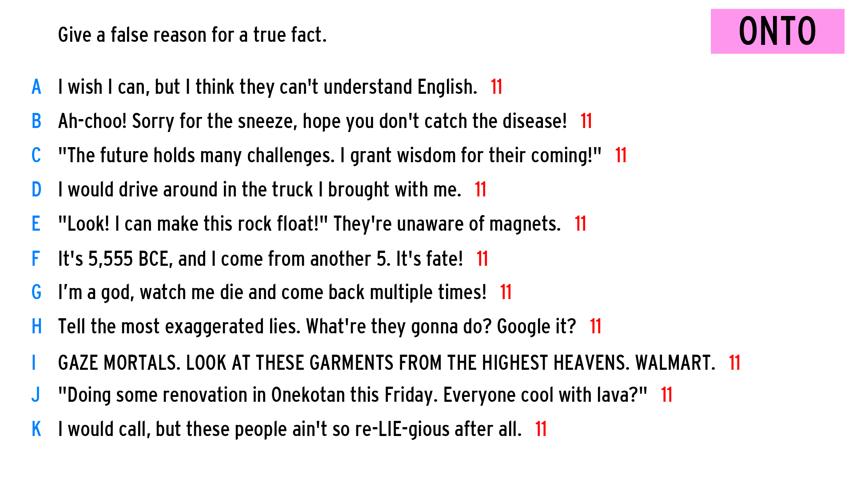 Give a false reason for a true fact.
ONTO
A I wish I can, but I think they can't understand English. 11
B Ah-choo! Sorry for the sneeze, hope you don't catch the disease! 11
C "The future holds many challenges. I grant wisdom for their coming!" 11
D I would drive around in the truck I brought with me. 11
E "Look! I can make this rock float!" They're unaware of magnets. 11
F It's 5,555 BCE, and I come from another 5. It's fate! 11
G I'm a god, watch me die and come back multiple times! 11
H Tell the most exaggerated lies. What're they gonna do? Google it? 11
I GAZE MORTALS. LOOK AT THESE GARMENTS FROM THE HIGHEST HEAVENS. WALMART. 11
J "Doing some renovation in Onekotan this Friday. Everyone cool with lava?" 11
K I would call, but these people ain't so re-LIE-gious after all. 11